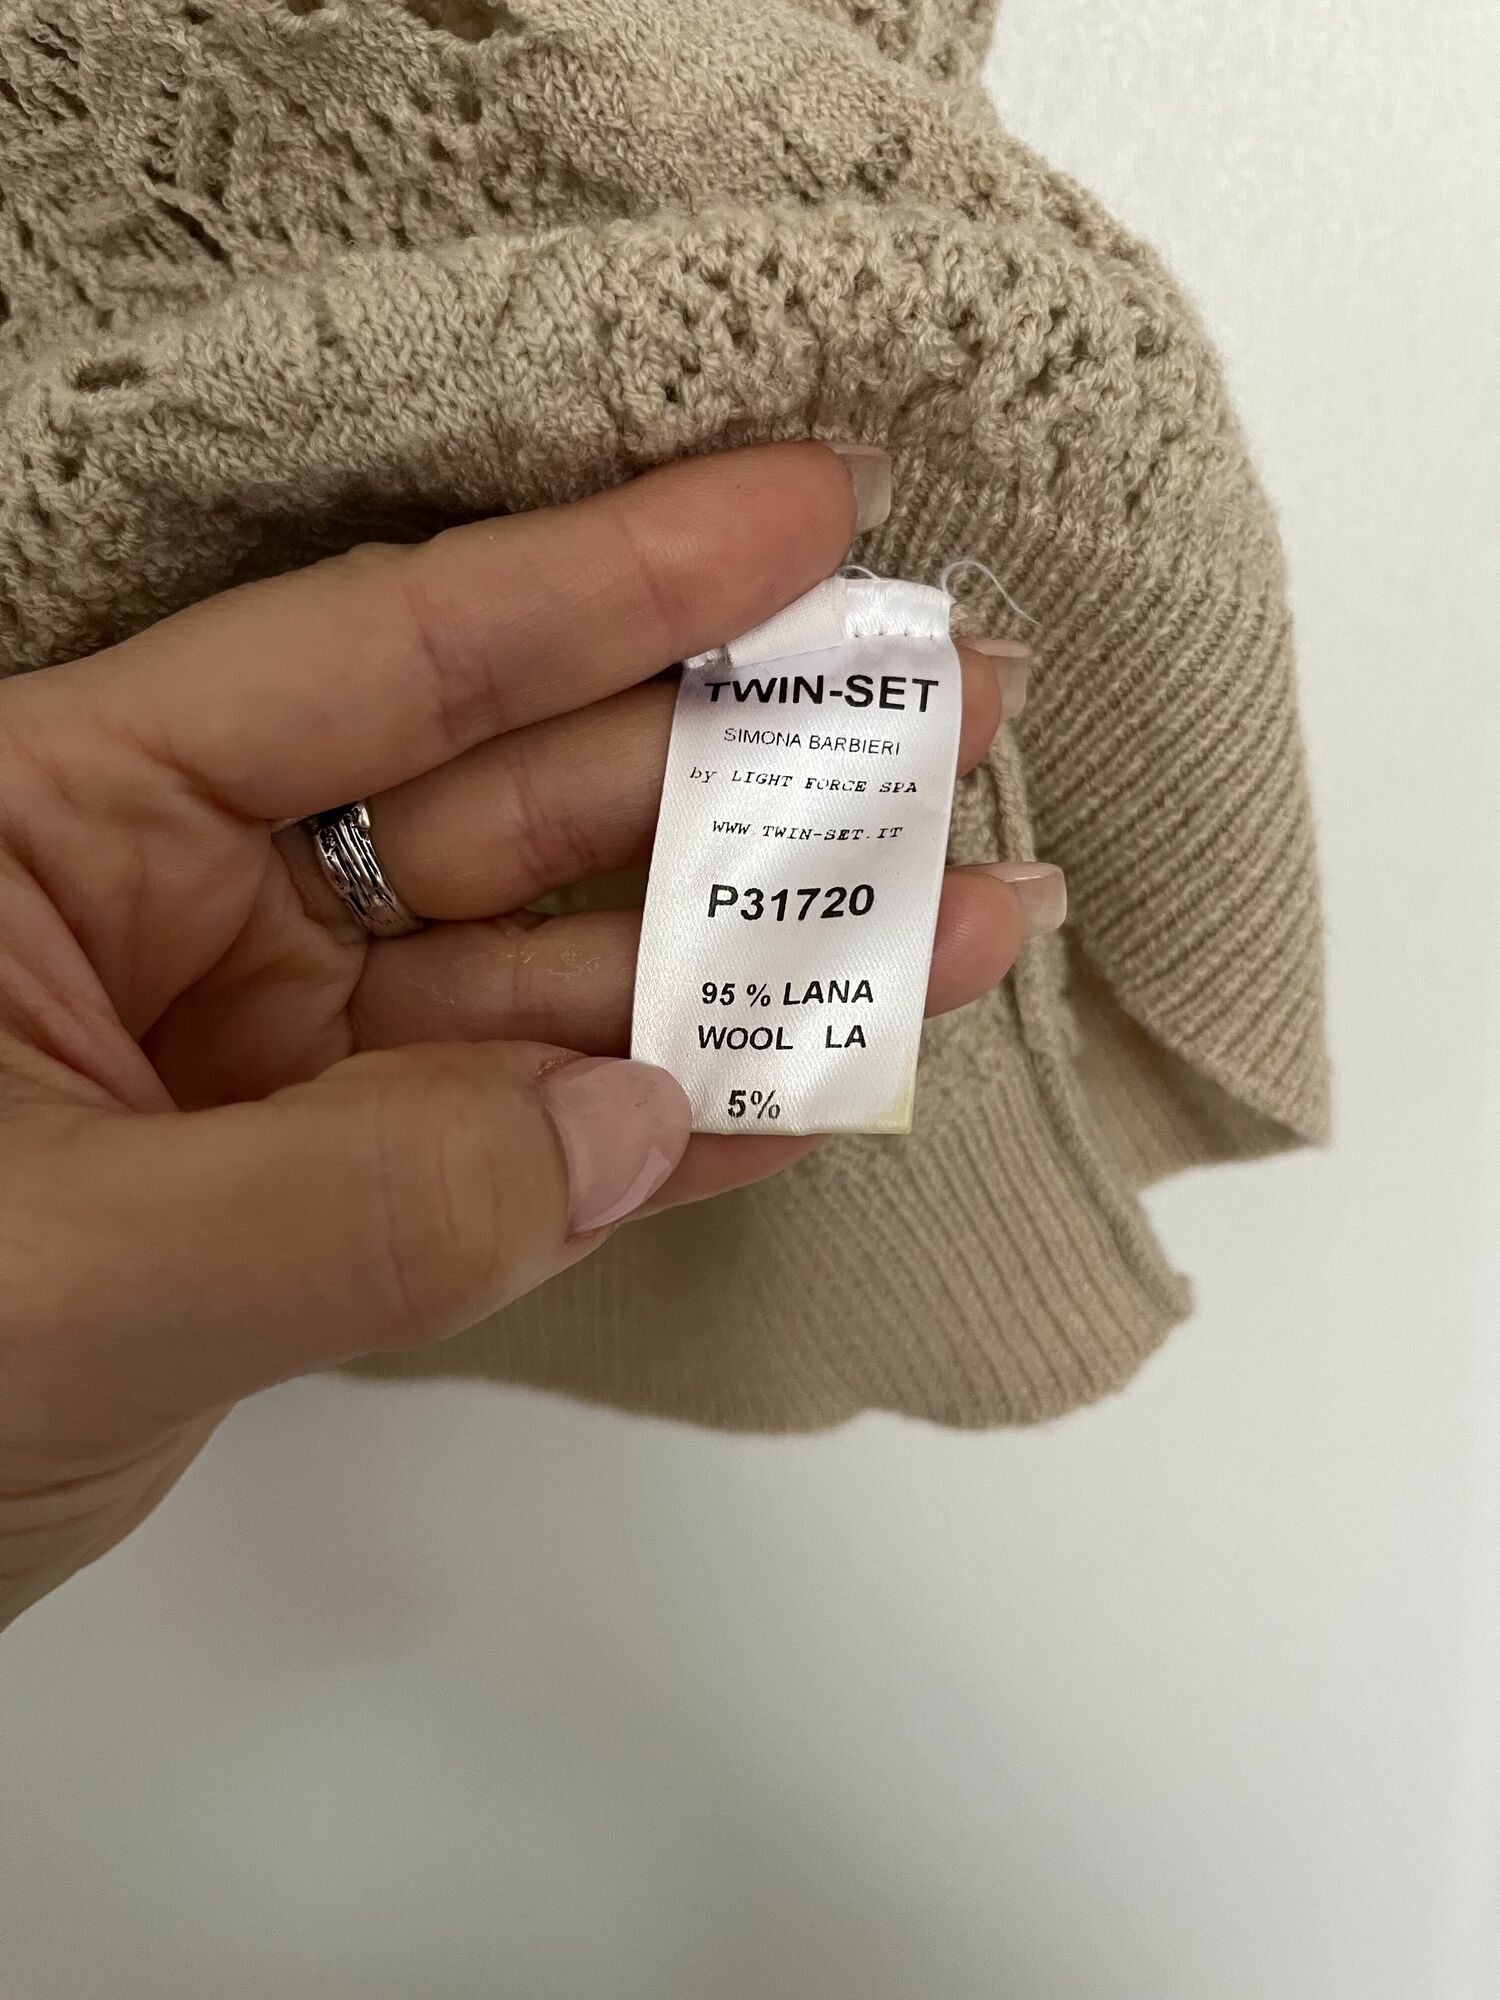 TWIN-SET
SIMONA BARBIERI
by LIGHT FORCE SPA
WWW.TWIN-SET.IT
P31720
95 % LANA
WOOL LA
5%